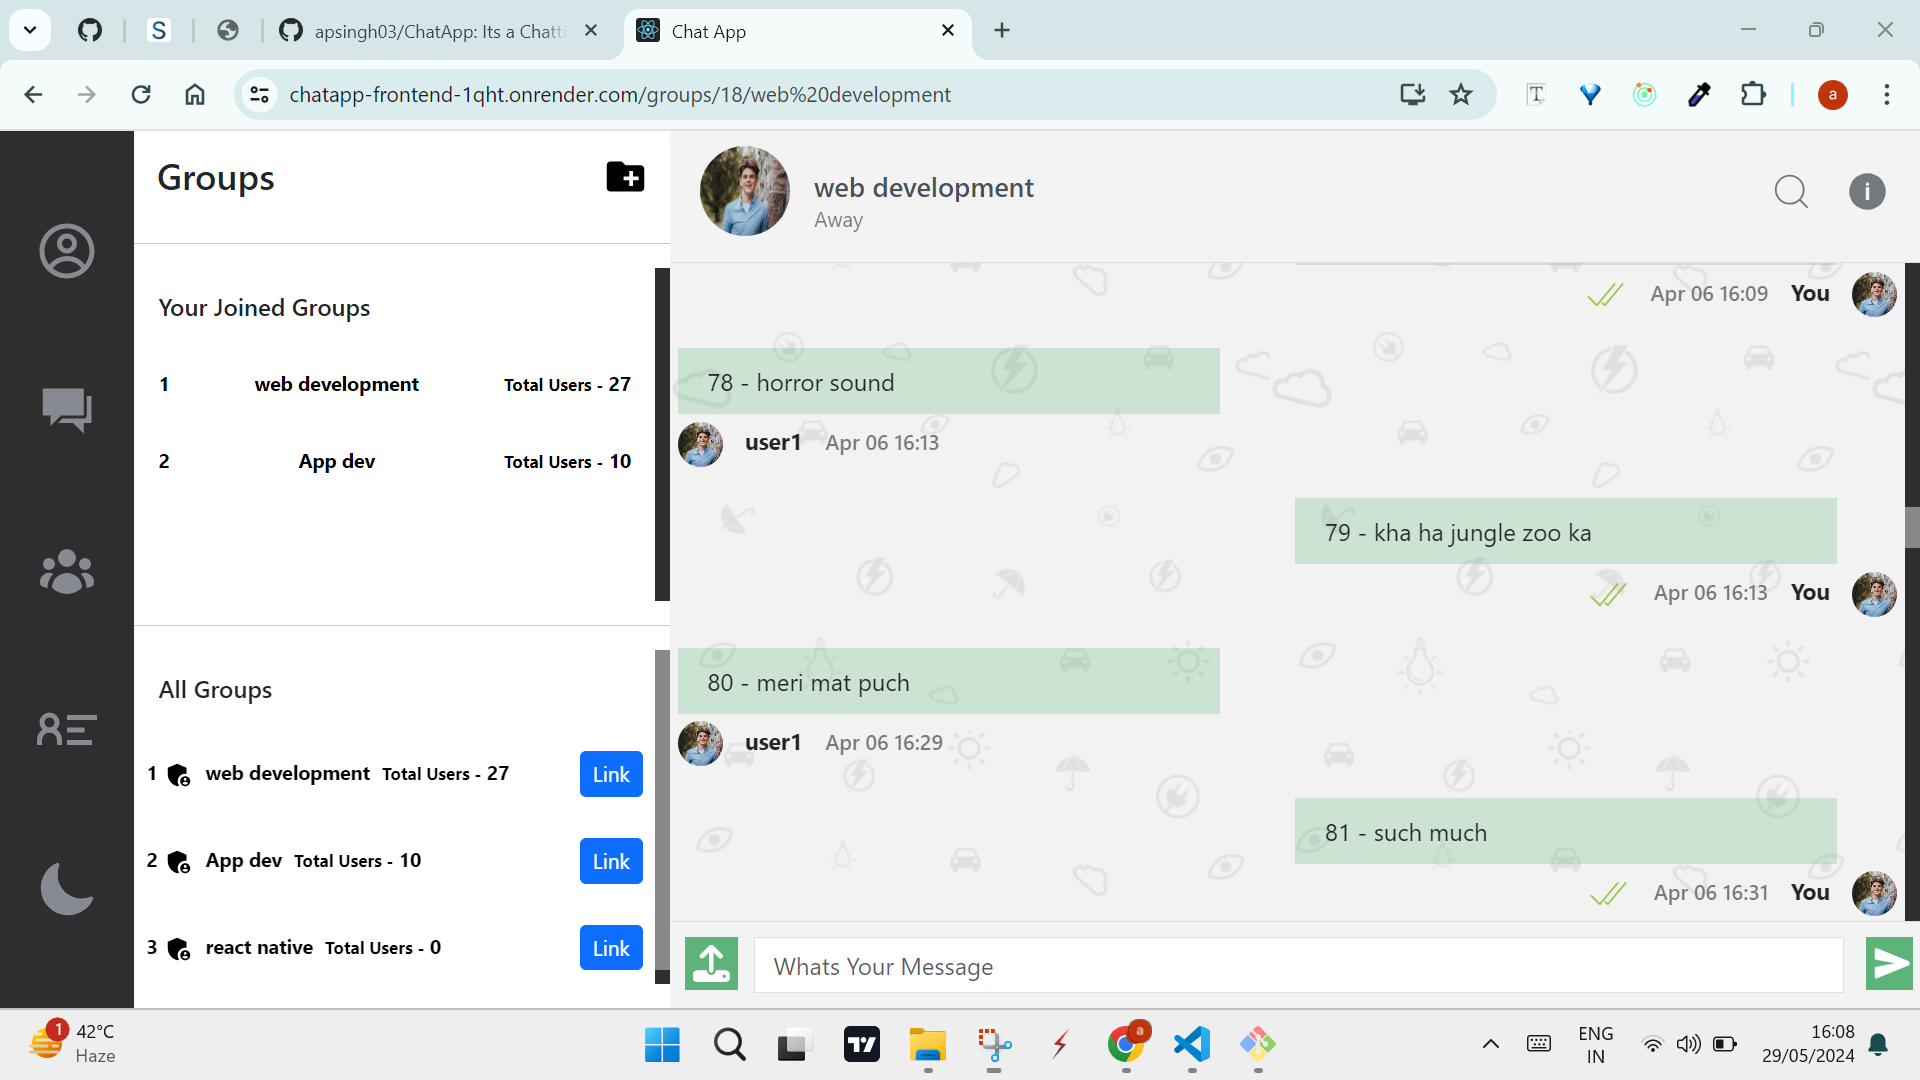 S
apsingh03/ChatApp: Its a Chatti
Chat App
chatapp-frontend-1qht.onrender.com/groups/18/web%20development
T
a
Groups
web development
Away
i
Your Joined Groups
1 web development Total Users - 27
2 App dev Total Users - 10
All Groups
1 web development Total Users - 27 Link
2 App dev Total Users - 10 Link
3 react native Total Users - 0 Link
Apr 06 16:09 You
78 - horror sound
user1 Apr 06 16:13
79 - kha ha jungle zoo ka
Apr 06 16:13 You
80 - meri mat puch
user1 Apr 06 16:29
81 - such much
Apr 06 16:31 You
Whats Your Message
1
42°C
Haze
a
ENG
IN
16:08
29/05/2024